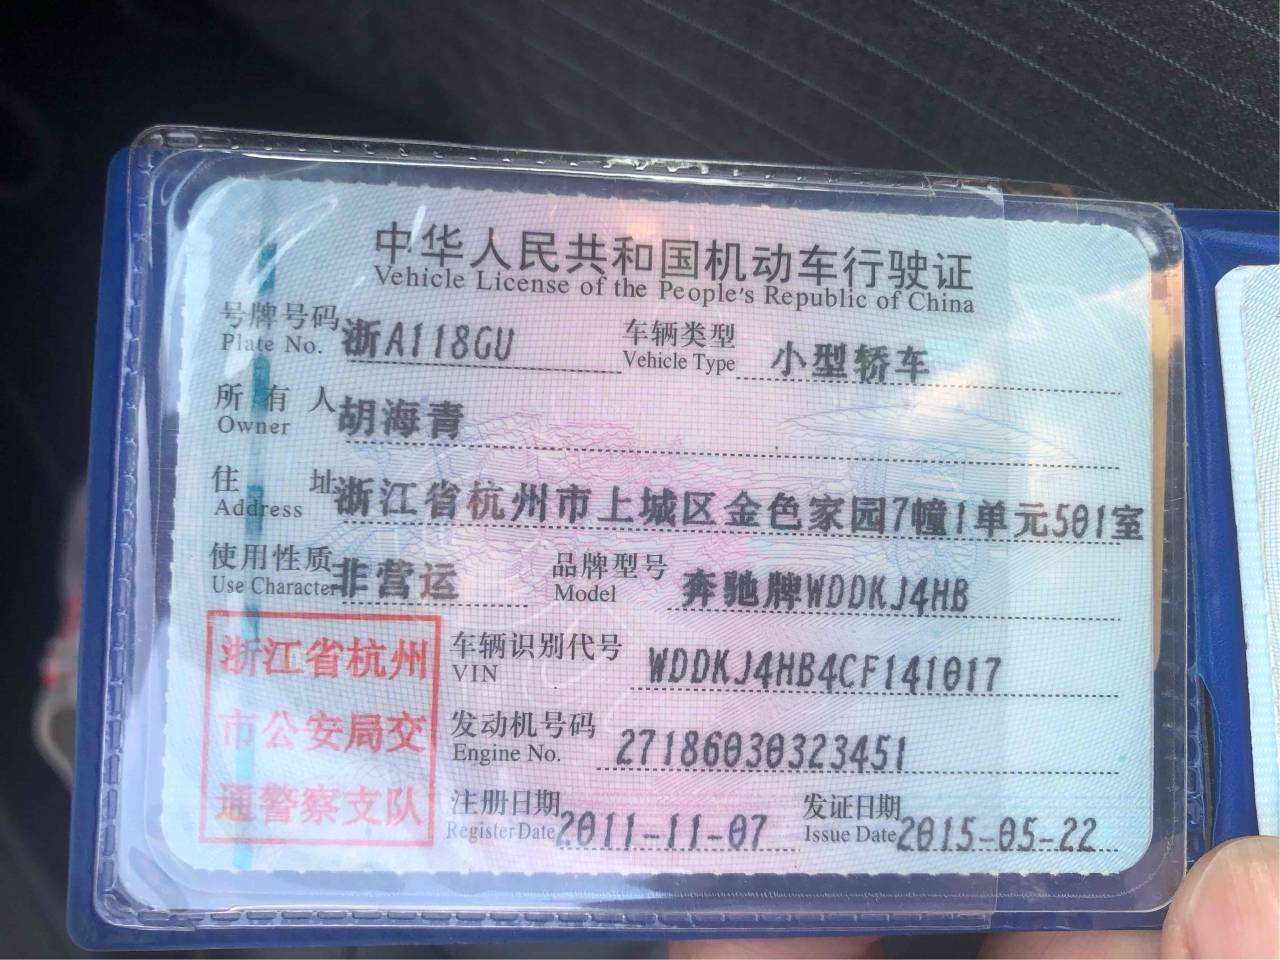 中华人民共和国机动车行驶证
Vehicle License of the People's Republic of China
号牌号码 浙A118GU 车辆类型 小型轿车
Plate No. Vehicle Type
所有人 胡海青
Owner
住址 浙江省杭州市上城区金色家园7幢1单元501室
Address
使用性质 非营运 品牌型号 奔驰牌WDDKJ4HB
Use Character Model
浙江省杭州 车辆识别代号 WDDKJ4HB4CF141017
VIN
市公安局交 发动机号码 27186030323451
Engine No.
通警察支队 注册日期 2011-11-07 发证日期 2015-05-22
Register Date Issue Date